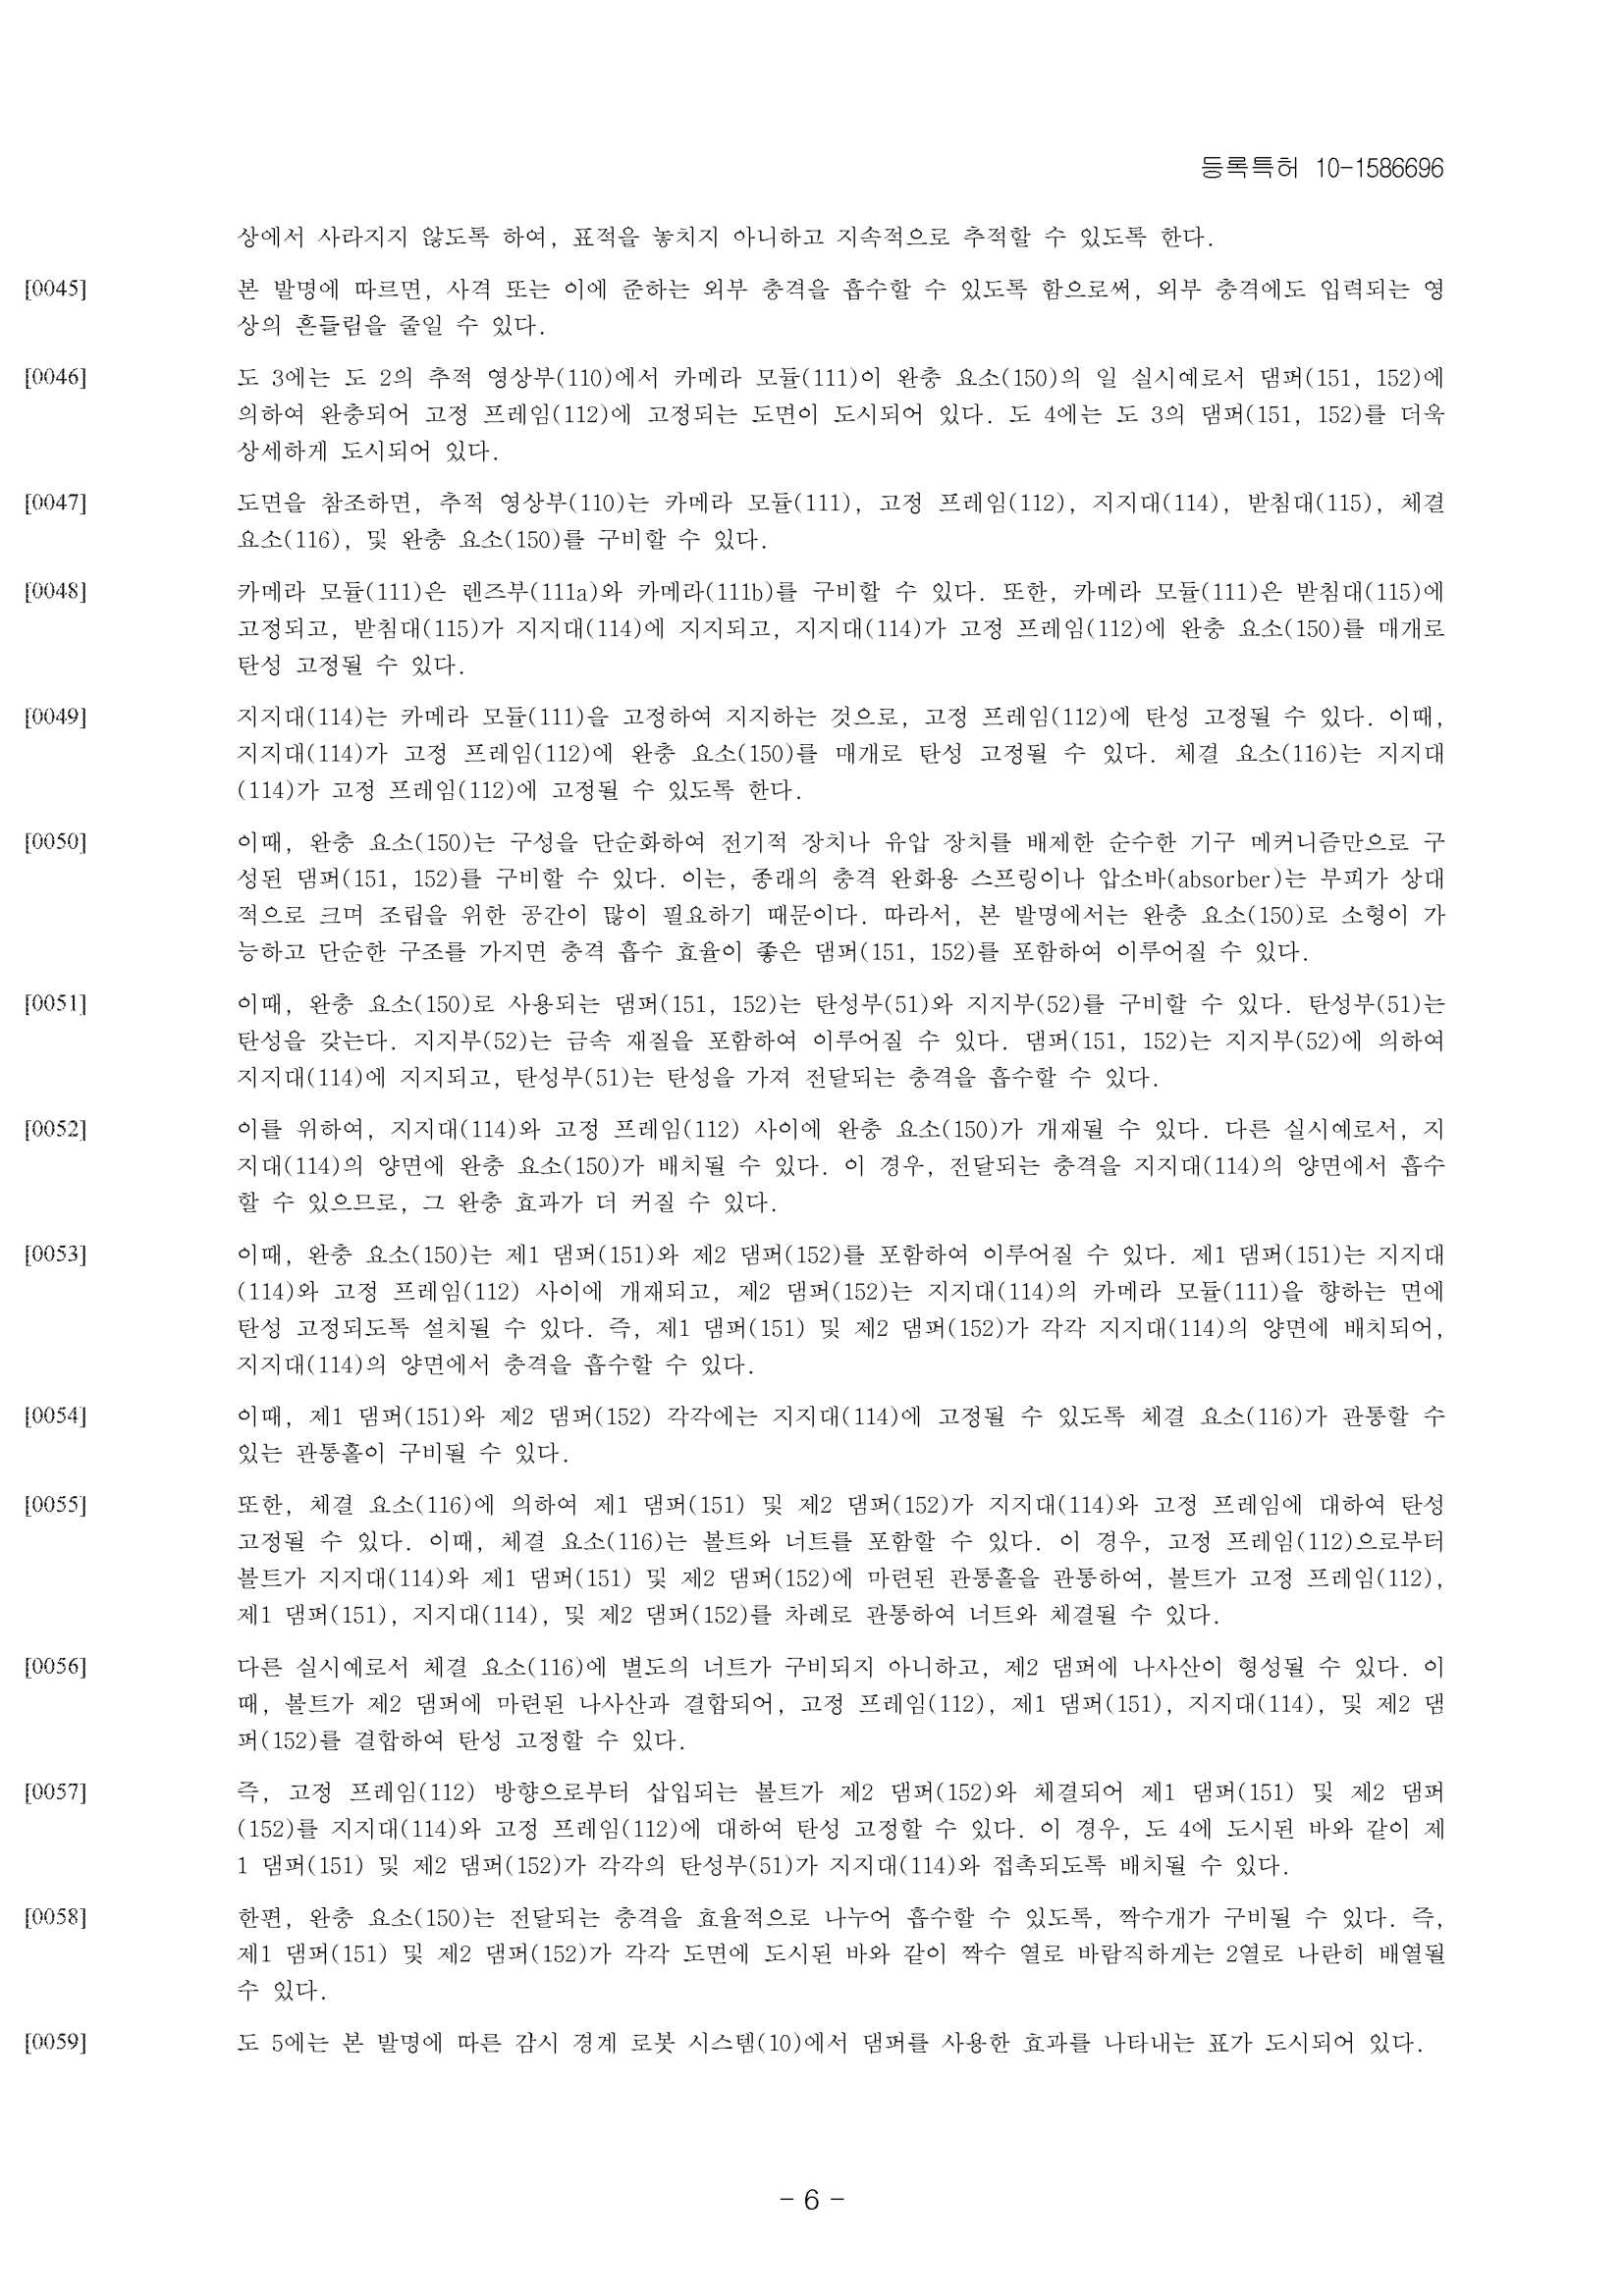 등록특허 10-1586696
상에서 사라지지 않도록 하여, 표적을 놓치지 아니하고 지속적으로 추적할 수 있도록 한다.
[0045] 본 발명에 따르면, 사격 또는 이에 준하는 외부 충격을 흡수할 수 있도록 함으로써, 외부 충격에도 입력되는 영
상의 흔들림을 줄일 수 있다.
[0046] 도 3에는 도 2의 추적 영상부(110)에서 카메라 모듈(111)이 완충 요소(150)의 일 실시예로서 댐퍼(151, 152)에
의하여 완충되어 고정 프레임(112)에 고정되는 도면이 도시되어 있다. 도 4에는 도 3의 댐퍼(151, 152)를 더욱
상세하게 도시되어 있다.
[0047] 도면을 참조하면, 추적 영상부(110)는 카메라 모듈(111), 고정 프레임(112), 지지대(114), 받침대(115), 체결
요소(116), 및 완충 요소(150)를 구비할 수 있다.
[0048] 카메라 모듈(111)은 렌즈부(111a)와 카메라(111b)를 구비할 수 있다. 또한, 카메라 모듈(111)은 받침대(115)에
고정되고, 받침대(115)가 지지대(114)에 지지되고, 지지대(114)가 고정 프레임(112)에 완충 요소(150)를 매개로
탄성 고정될 수 있다.
[0049] 지지대(114)는 카메라 모듈(111)을 고정하여 지지하는 것으로, 고정 프레임(112)에 탄성 고정될 수 있다. 이때,
지지대(114)가 고정 프레임(112)에 완충 요소(150)를 매개로 탄성 고정될 수 있다. 체결 요소(116)는 지지대
(114)가 고정 프레임(112)에 고정될 수 있도록 한다.
[0050] 이때, 완충 요소(150)는 구성을 단순화하여 전기적 장치나 유압 장치를 배제한 순수한 기구 메커니즘만으로 구
성된 댐퍼(151, 152)를 구비할 수 있다. 이는, 종래의 충격 완화용 스프링이나 압소바(absorber)는 부피가 상대
적으로 크며 조립을 위한 공간이 많이 필요하기 때문이다. 따라서, 본 발명에서는 완충 요소(150)로 소형이 가
능하고 단순한 구조를 가지면 충격 흡수 효율이 좋은 댐퍼(151, 152)를 포함하여 이루어질 수 있다.
[0051] 이때, 완충 요소(150)로 사용되는 댐퍼(151, 152)는 탄성부(51)와 지지부(52)를 구비할 수 있다. 탄성부(51)는
탄성을 갖는다. 지지부(52)는 금속 재질을 포함하여 이루어질 수 있다. 댐퍼(151, 152)는 지지부(52)에 의하여
지지대(114)에 지지되고, 탄성부(51)는 탄성을 가져 전달되는 충격을 흡수할 수 있다.
[0052] 이를 위하여, 지지대(114)와 고정 프레임(112) 사이에 완충 요소(150)가 개재될 수 있다. 다른 실시예로서, 지
지대(114)의 양면에 완충 요소(150)가 배치될 수 있다. 이 경우, 전달되는 충격을 지지대(114)의 양면에서 흡수
할 수 있으므로, 그 완충 효과가 더 커질 수 있다.
[0053] 이때, 완충 요소(150)는 제1 댐퍼(151)와 제2 댐퍼(152)를 포함하여 이루어질 수 있다. 제1 댐퍼(151)는 지지대
(114)와 고정 프레임(112) 사이에 개재되고, 제2 댐퍼(152)는 지지대(114)의 카메라 모듈(111)을 향하는 면에
탄성 고정되도록 설치될 수 있다. 즉, 제1 댐퍼(151) 및 제2 댐퍼(152)가 각각 지지대(114)의 양면에 배치되어,
지지대(114)의 양면에서 충격을 흡수할 수 있다.
[0054] 이때, 제1 댐퍼(151)와 제2 댐퍼(152) 각각에는 지지대(114)에 고정될 수 있도록 체결 요소(116)가 관통할 수
있는 관통홀이 구비될 수 있다.
[0055] 또한, 체결 요소(116)에 의하여 제1 댐퍼(151) 및 제2 댐퍼(152)가 지지대(114)와 고정 프레임에 대하여 탄성
고정될 수 있다. 이때, 체결 요소(116)는 볼트와 너트를 포함할 수 있다. 이 경우, 고정 프레임(112)으로부터
볼트가 지지대(114)와 제1 댐퍼(151) 및 제2 댐퍼(152)에 마련된 관통홀을 관통하여, 볼트가 고정 프레임(112),
제1 댐퍼(151), 지지대(114), 및 제2 댐퍼(152)를 차례로 관통하여 너트와 체결될 수 있다.
[0056] 다른 실시예로서 체결 요소(116)에 별도의 너트가 구비되지 아니하고, 제2 댐퍼에 나사산이 형성될 수 있다. 이
때, 볼트가 제2 댐퍼에 마련된 나사산과 결합되어, 고정 프레임(112), 제1 댐퍼(151), 지지대(114), 및 제2 댐
퍼(152)를 결합하여 탄성 고정할 수 있다.
[0057] 즉, 고정 프레임(112) 방향으로부터 삽입되는 볼트가 제2 댐퍼(152)와 체결되어 제1 댐퍼(151) 및 제2 댐퍼
(152)를 지지대(114)와 고정 프레임(112)에 대하여 탄성 고정할 수 있다. 이 경우, 도 4에 도시된 바와 같이 제
1 댐퍼(151) 및 제2 댐퍼(152)가 각각의 탄성부(51)가 지지대(114)와 접촉되도록 배치될 수 있다.
[0058] 한편, 완충 요소(150)는 전달되는 충격을 효율적으로 나누어 흡수할 수 있도록, 짝수개가 구비될 수 있다. 즉,
제1 댐퍼(151) 및 제2 댐퍼(152)가 각각 도면에 도시된 바와 같이 짝수 열로 바람직하게는 2열로 나란히 배열될
수 있다.
[0059] 도 5에는 본 발명에 따른 감시 경계 로봇 시스템(10)에서 댐퍼를 사용한 효과를 나타내는 표가 도시되어 있다.
- 6 -